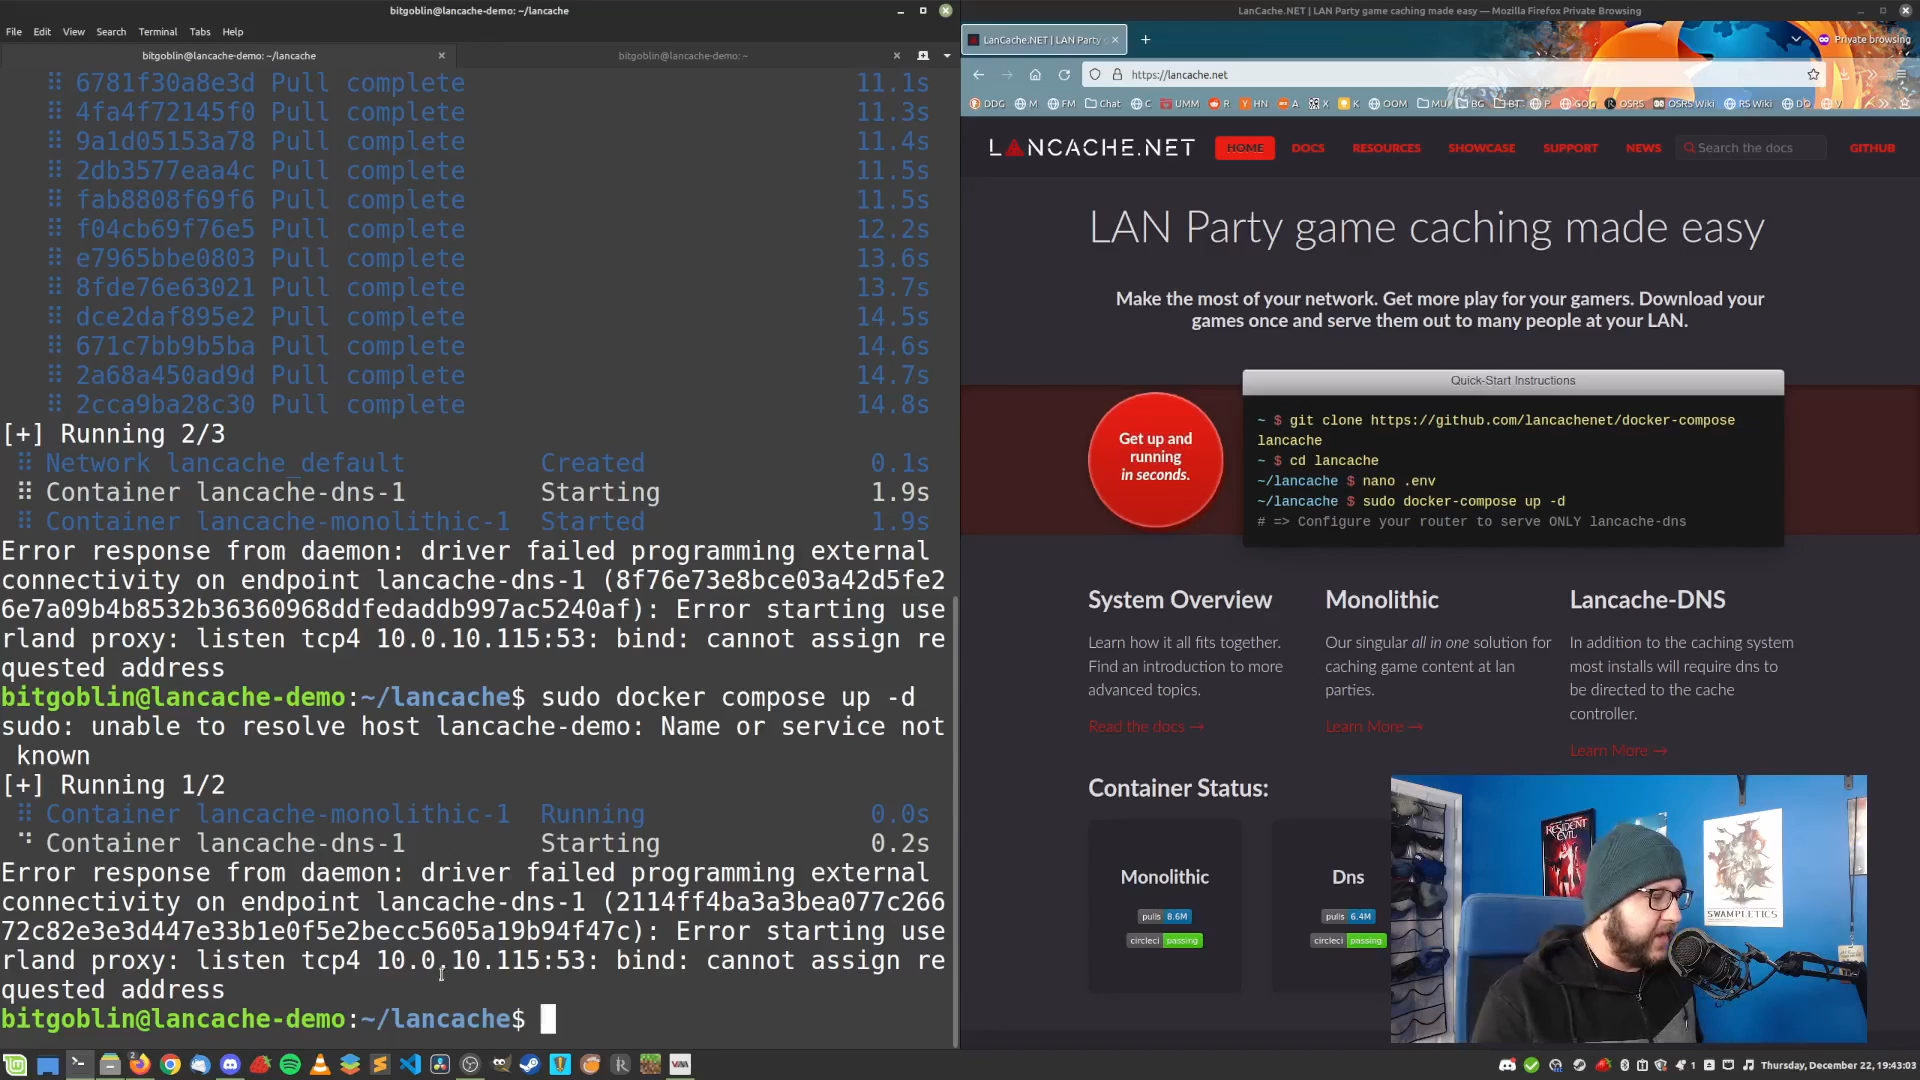 bitgoblin@lancache-demo: ~/lancache
File Edit View Search Terminal Tabs Help
bitgoblin@lancache-demo: ~/lancache
bitgoblin@lancache-demo: ~
6781f30a8e3d Pull complete 11.1s
4fa4f72145f0 Pull complete 11.3s
9a1d05153a78 Pull complete 11.4s
2db3577eaa4c Pull complete 11.5s
fab8808f69f6 Pull complete 11.5s
f04cb69f76e5 Pull complete 12.2s
e7965bbe0803 Pull complete 13.6s
8fde76e63021 Pull complete 13.7s
dce2daf895e2 Pull complete 14.5s
671c7bb9b5ba Pull complete 14.6s
2a68a450ad9d Pull complete 14.7s
2cca9ba28c30 Pull complete 14.8s
[+] Running 2/3
Network lancache_default Created 0.1s
Container lancache-dns-1 Starting 1.9s
Container lancache-monolithic-1 Started 1.9s
Error response from daemon: driver failed programming external
connectivity on endpoint lancache-dns-1 (8f76e73e8bce03a42d5fe2
6e7a09b4b8532b36360968ddfedaddb997ac5240af): Error starting use
rland proxy: listen tcp4 10.0.10.115:53: bind: cannot assign re
quested address
bitgoblin@lancache-demo:~/lancache$ sudo docker compose up -d
sudo: unable to resolve host lancache-demo: Name or service not
known
[+] Running 1/2
Container lancache-monolithic-1 Running 0.0s
Container lancache-dns-1 Starting 0.2s
Error response from daemon: driver failed programming external
connectivity on endpoint lancache-dns-1 (2114ff4ba3a3bea077c266
72c82e3e3d447e33b1e0f5e2becc5605a19b94f47c): Error starting use
rland proxy: listen tcp4 10.0.10.115:53: bind: cannot assign re
quested address
bitgoblin@lancache-demo:~/lancache$
LanCache.NET | LAN Party game caching made easy — Mozilla Firefox Private Browsing
LanCache.NET | LAN Party
Private browsing
https://lancache.net
DDG M FM Chat C UMM R HN A X K OOM MU BG BT P GOG OSRS OSRS Wiki RS Wiki DD
LANCACHE.NET HOME DOCS RESOURCES SHOWCASE SUPPORT NEWS Search the docs GITHUB
LAN Party game caching made easy
Make the most of your network. Get more play for your gamers. Download your
games once and serve them out to many people at your LAN.
Get up and
running
in seconds.
Quick-Start Instructions
~ $ git clone https://github.com/lancachenet/docker-compose
lancache
~ $ cd lancache
~/lancache $ nano .env
~/lancache $ sudo docker-compose up -d
# => Configure your router to serve ONLY lancache-dns
System Overview
Learn how it all fits together.
Find an introduction to more
advanced topics.
Read the docs →
Monolithic
Our singular all in one solution for
caching game content at lan
parties.
Learn More →
Lancache-DNS
In addition to the caching system
most installs will require dns to
be directed to the cache
controller.
Learn More →
Container Status:
Monolithic
pulls 8.6M
circleci passing
Dns
pulls 6.4M
circleci passing
RESIDENT EVIL
SWAMPLETICS
Thursday, December 22, 19:43:03